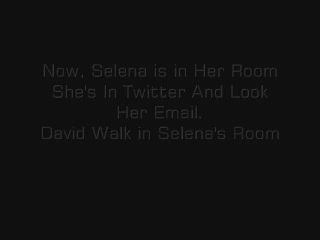 Now, Selena is in Her Room
She's In Twitter And Look
Her Email.
David Walk in Selena's Room